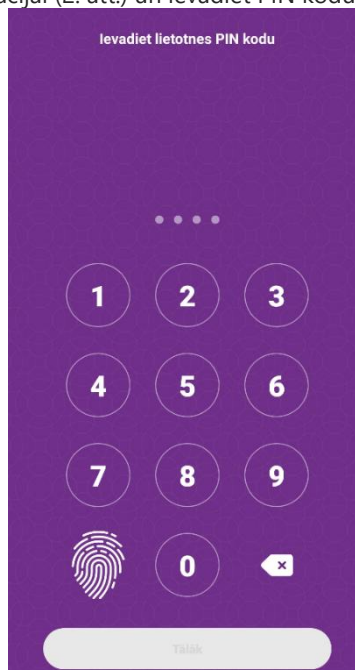 (2. att.) un ievadiet PIN kodu
Ievadiet lietotnes PIN kodu
1 2 3
4 5 6
7 8 9
0
Tālāk